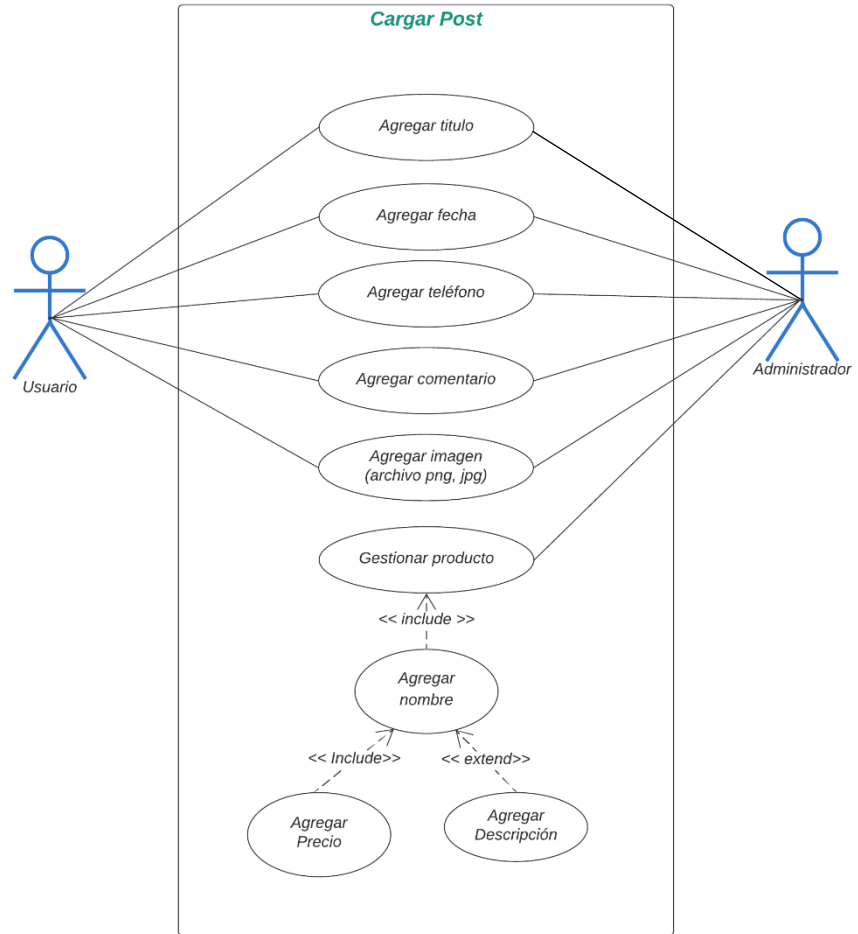 Cargar Post
Agregar titulo
Agregar fecha
Agregar teléfono
Usuario
Administrador
Agregar comentario
Agregar imagen
(archivo png, jpg)
Gestionar producto
<< include >>
Agregar
nombre
<< Include>>
<< extend>>
Agregar
Precio
Agregar
Descripción